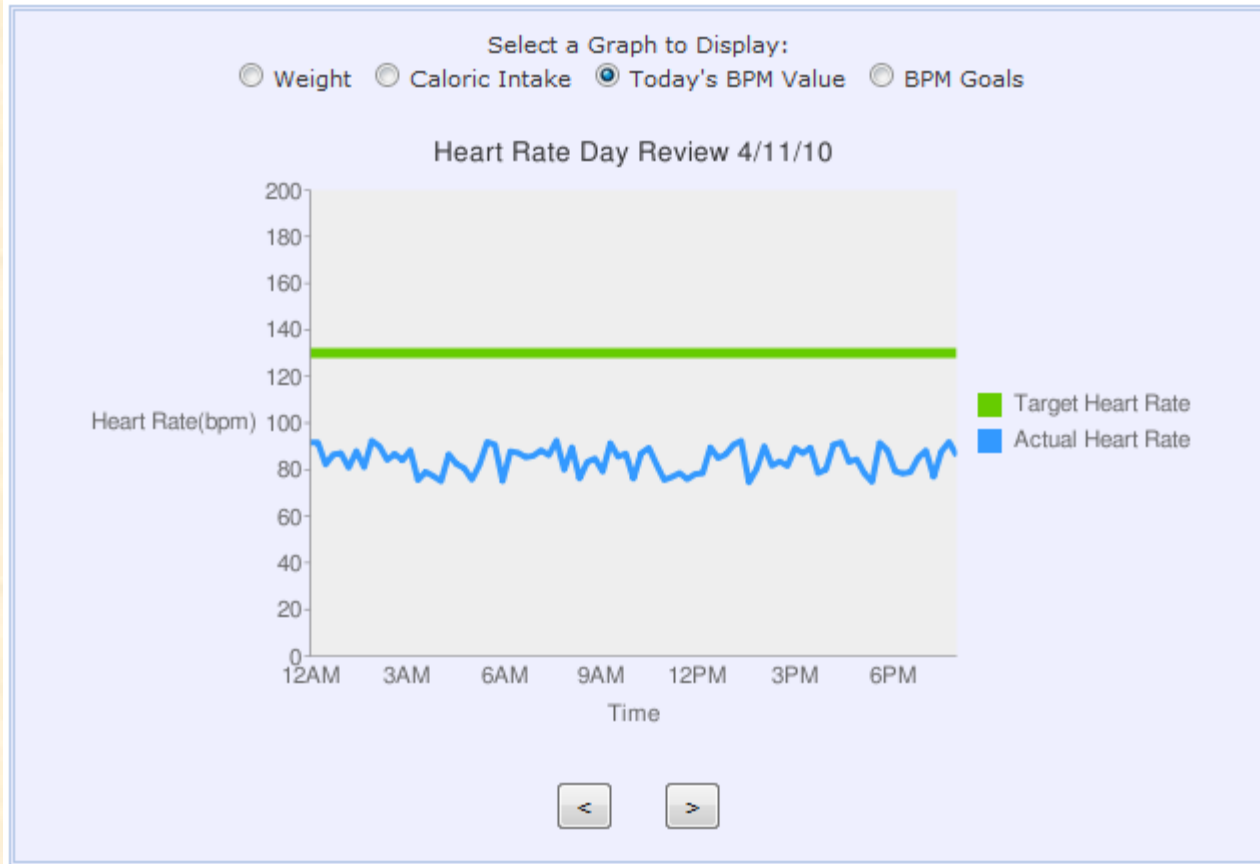 Select a Graph to Display:
Weight Caloric Intake Today's BPM Value BPM Goals
Heart Rate Day Review 4/11/10
200
180
160
140
120
Heart Rate(bpm) 100
80
60
40
20
0
Target Heart Rate
Actual Heart Rate
12AM 3AM 6AM 9AM 12PM 3PM 6PM
Time
< >